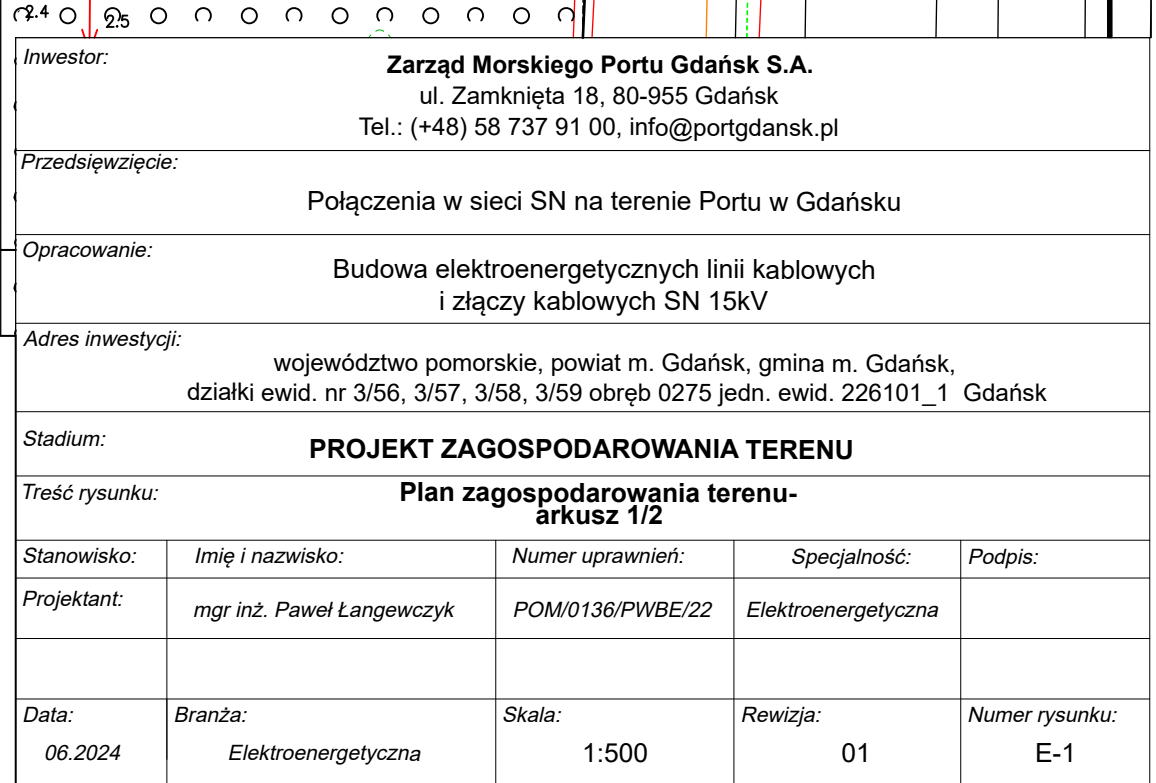 2.4
2.5
Inwestor:
Zarząd Morskiego Portu Gdańsk S.A.
ul. Zamknięta 18, 80-955 Gdańsk
Tel.: (+48) 58 737 91 00, info@portgdansk.pl
Przedsięwzięcie:
Połączenia w sieci SN na terenie Portu w Gdańsku
Opracowanie:
Budowa elektroenergetycznych linii kablowych
i złączy kablowych SN 15kV
Adres inwestycji:
województwo pomorskie, powiat m. Gdańsk, gmina m. Gdańsk,
działki ewid. nr 3/56, 3/57, 3/58, 3/59 obręb 0275 jedn. ewid. 226101_1 Gdańsk
Stadium:
PROJEKT ZAGOSPODAROWANIA TERENU
Treść rysunku:
Plan zagospodarowania terenu-
arkusz 1/2
Stanowisko: Imię i nazwisko: Numer uprawnień: Specjalność: Podpis:
Projektant: mgr inż. Paweł Łangewczyk POM/0136/PWBE/22 Elektroenergetyczna
Data: Branża: Skala: Rewizja: Numer rysunku:
06.2024 Elektroenergetyczna 1:500 01 E-1